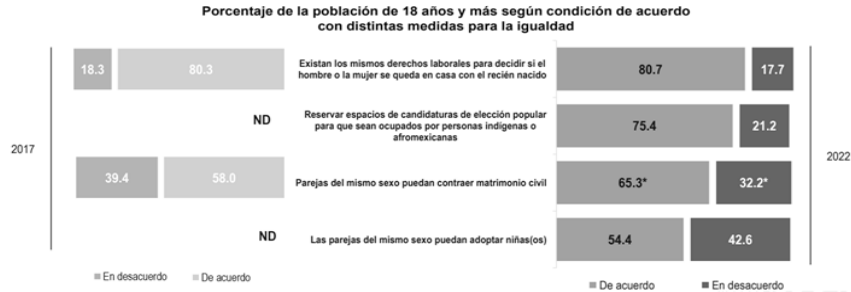 Porcentaje de la población de 18 años y más según condición de acuerdo
con distintas medidas para la igualdad
2017
18.3
80.3
Existan los mismos derechos laborales para decidir si el
hombre o la mujer se queda en casa con el recién nacido
80.7
17.7
ND
Reservar espacios de candidaturas de elección popular
para que sean ocupados por personas indígenas o
afromexicanas
75.4
21.2
39.4
58.0
Parejas del mismo sexo puedan contraer matrimonio civil
65.3*
32.2*
2022
ND
Las parejas del mismo sexo puedan adoptar niñas(os)
54.4
42.6
En desacuerdo
De acuerdo
De acuerdo
En desacuerdo